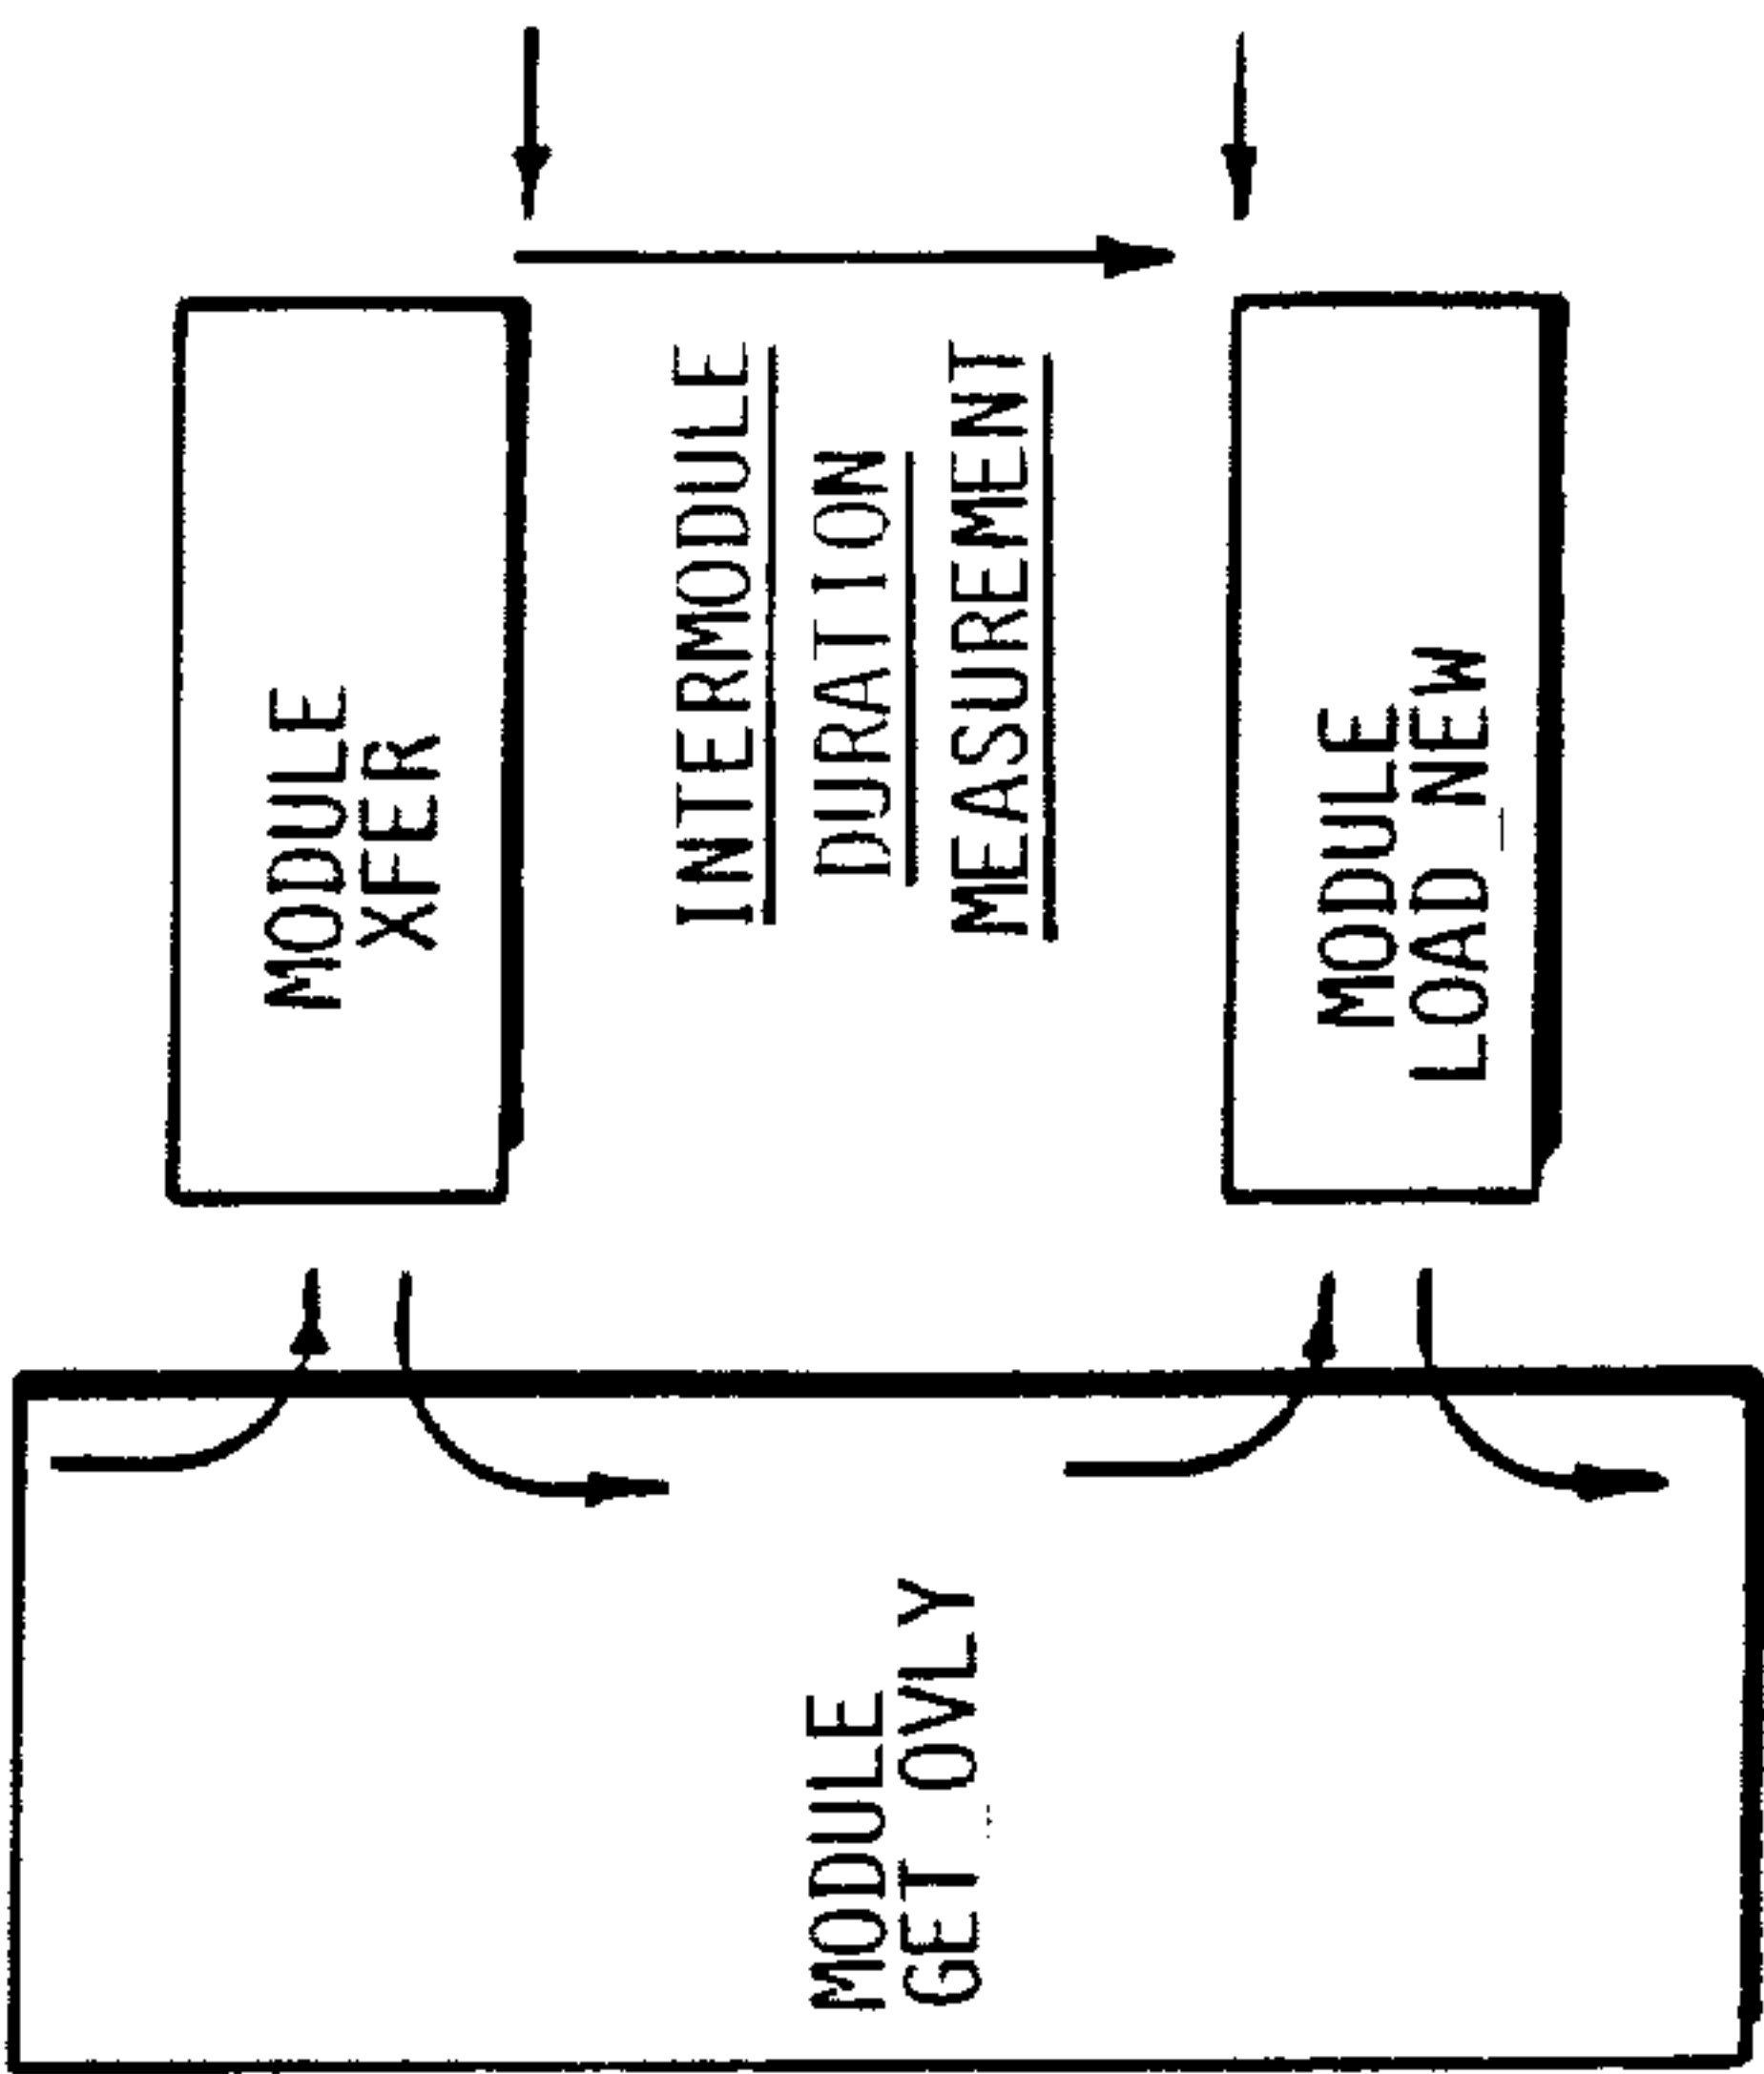 MODULE
XFER
INTERMODULE
DURATION
MEASUREMENT
MODULE
LOAD_NEW
MODULE
GET_OVLY